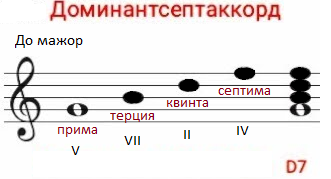 Доминантсептаккорд
До мажор
прима терция квинта септима
V VII II IV
D7